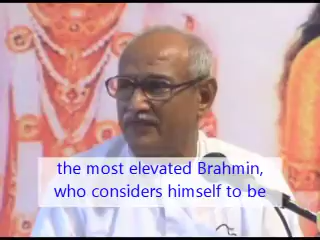 the most elevated Brahmin,
who considers himself to be